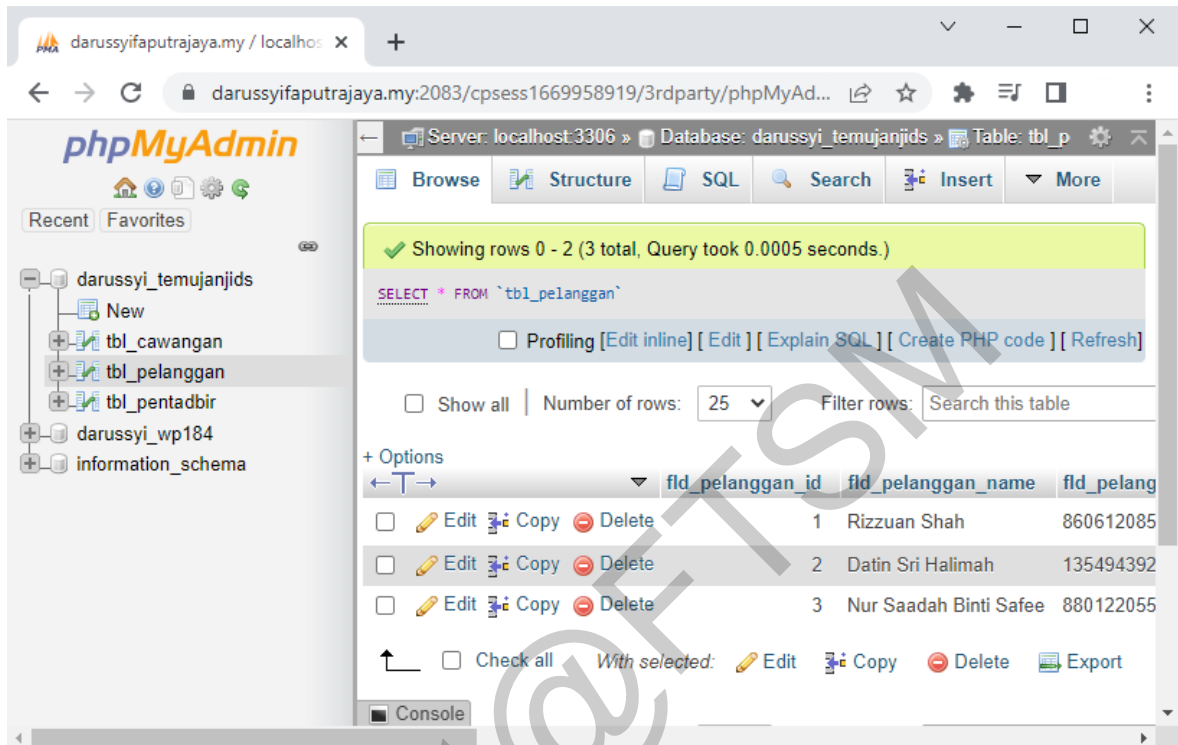 darussyifaputrajaya.my / localhos
darussyifaputrajaya.my:2083/cpsess1669958919/3rdparty/phpMyAd...
phpMyAdmin
Recent Favorites
darussyi_temujanjids
New
tbl_cawangan
tbl_pelanggan
tbl_pentadbir
darussyi_wp184
information_schema
Server: localhost:3306 » Database: darussyi_temujanjids » Table: tbl_p
Browse Structure SQL Search Insert More
Showing rows 0 - 2 (3 total, Query took 0.0005 seconds.)
SELECT * FROM `tbl_pelanggan`
Profiling [Edit inline] [ Edit ] [ Explain SQL ] [ Create PHP code ] [ Refresh]
Show all | Number of rows: 25 Filter rows: Search this table
+ Options
fld_pelanggan_id fld_pelanggan_name fld_pelang
Edit Copy Delete 1 Rizzuan Shah 860612085
Edit Copy Delete 2 Datin Sri Halimah 135494392
Edit Copy Delete 3 Nur Saadah Binti Safee 880122055
Check all With selected: Edit Copy Delete Export
Console
@FTSM